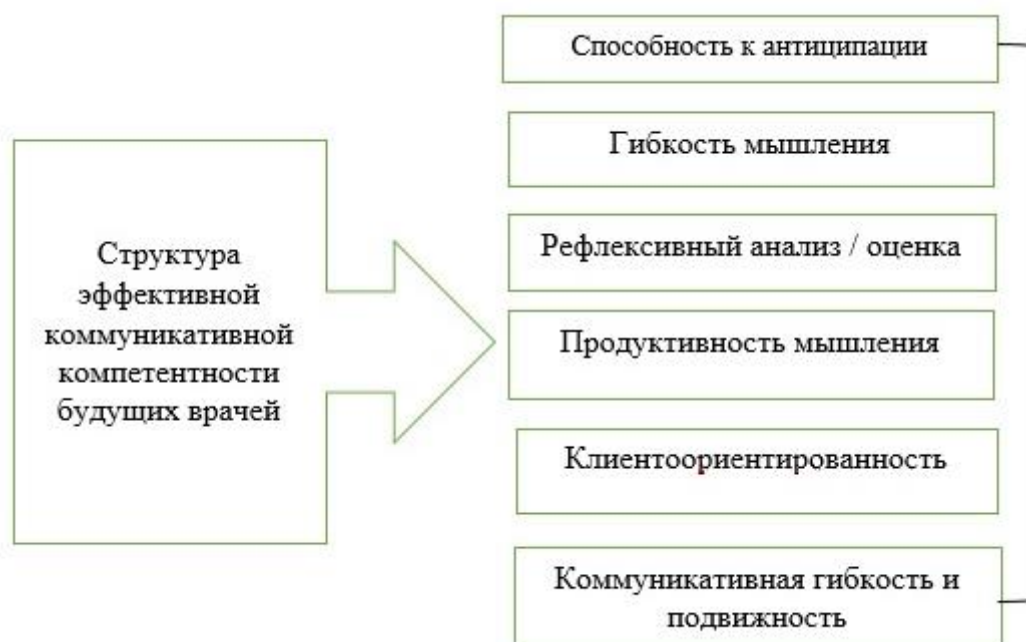 Структура
эффективной
коммуникативной
компетентности
будущих врачей
Способность к антиципации
Гибкость мышления
Рефлексивный анализ / оценка
Продуктивность мышления
Клиентоориентированность
Коммуникативная гибкость и
подвижность